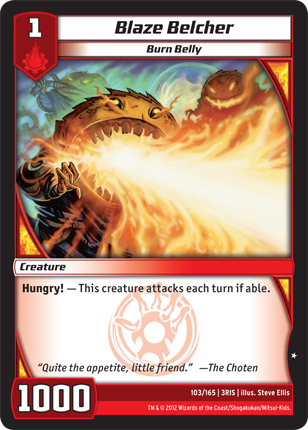 Blaze Belcher
1
Burn Belly
Creature
Hungry! — This creature attacks each turn if able.
“Quite the appetite, little friend.” —The Choten
1000
103/165 | 3RIS | Illus. Steve Ellis
TM & © 2012 Wizards of the Coast/Shogakukan/Mitsui-Kids.